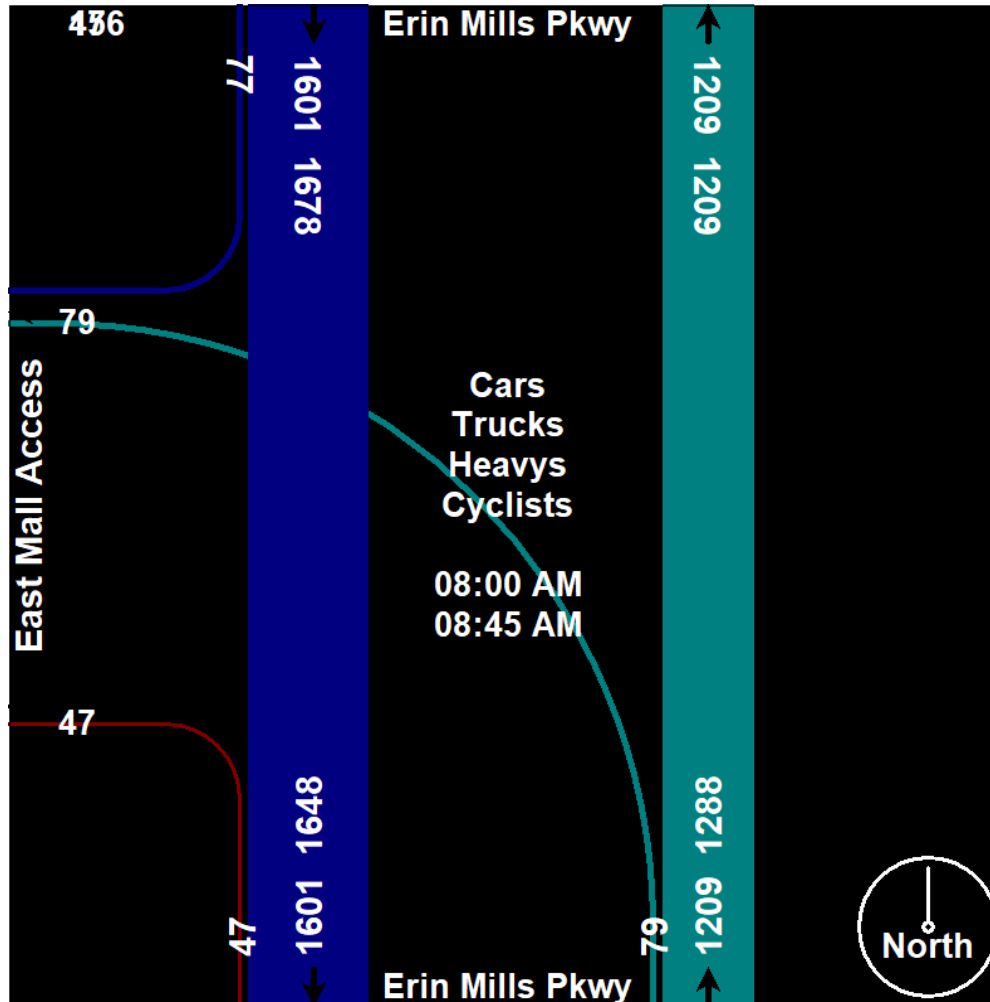 Erin Mills Pkwy
77
1601 1678
1209 1209
79
East Mall Access
Cars
Trucks
Heavys
Cyclists
08:00 AM
08:45 AM
47
47
1601 1648
79
1209 1288
North
Erin Mills Pkwy